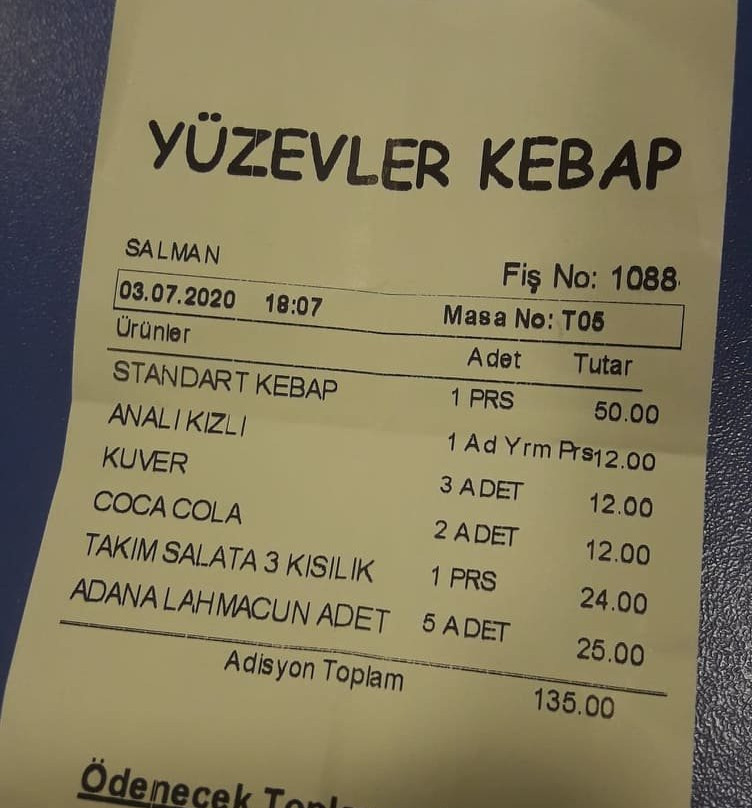 YÜZEVLER KEBAP
SALMAN Fiş No: 1088
03.07.2020 18:07 Masa No: T05
Ürünler Adet Tutar
STANDART KEBAP 1 PRS 50.00
ANALI KIZLI 1 Ad Yrm Prs12.00
KUVER 3 ADET 12.00
COCA COLA 2 ADET 12.00
TAKIM SALATA 3 KISILIK 1 PRS 24.00
ADANA LAHMACUN ADET 5 ADET 25.00
Adisyon Toplam 135.00
Ödenecek